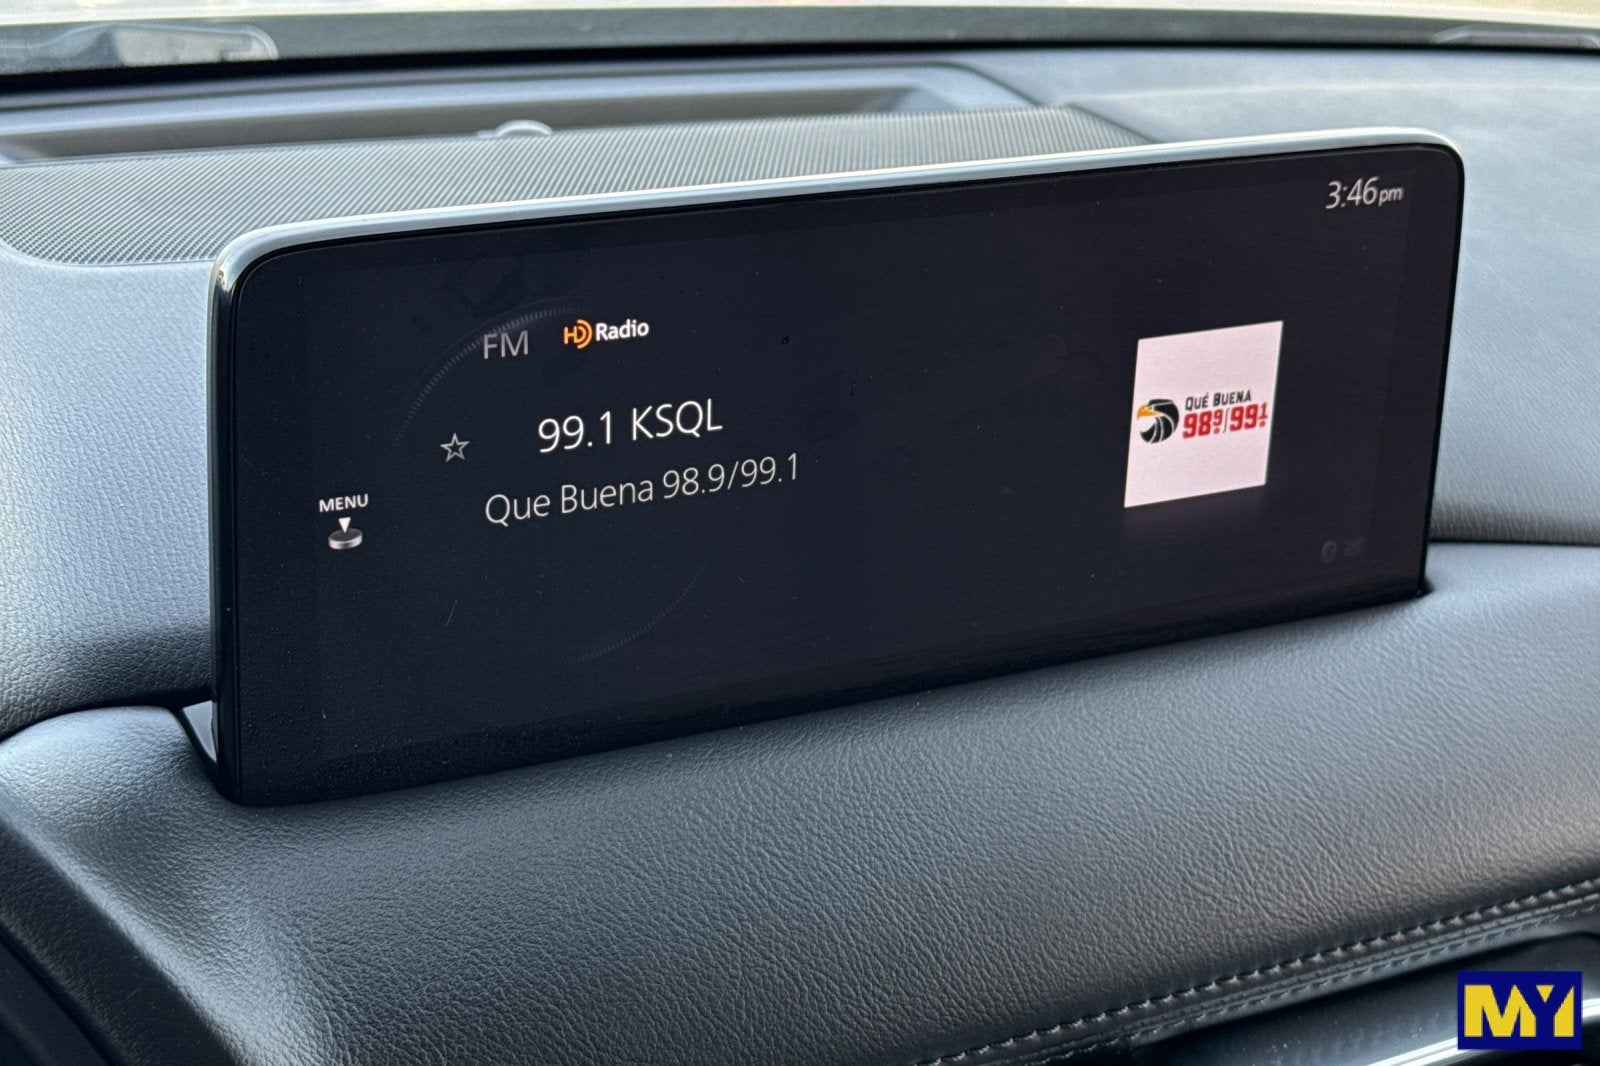 3:46pm
FM HD Radio
99.1 KSQL
Que Buena 98.9/99.1
MENU
QUÉ BUENA
98.9/99.1
MY